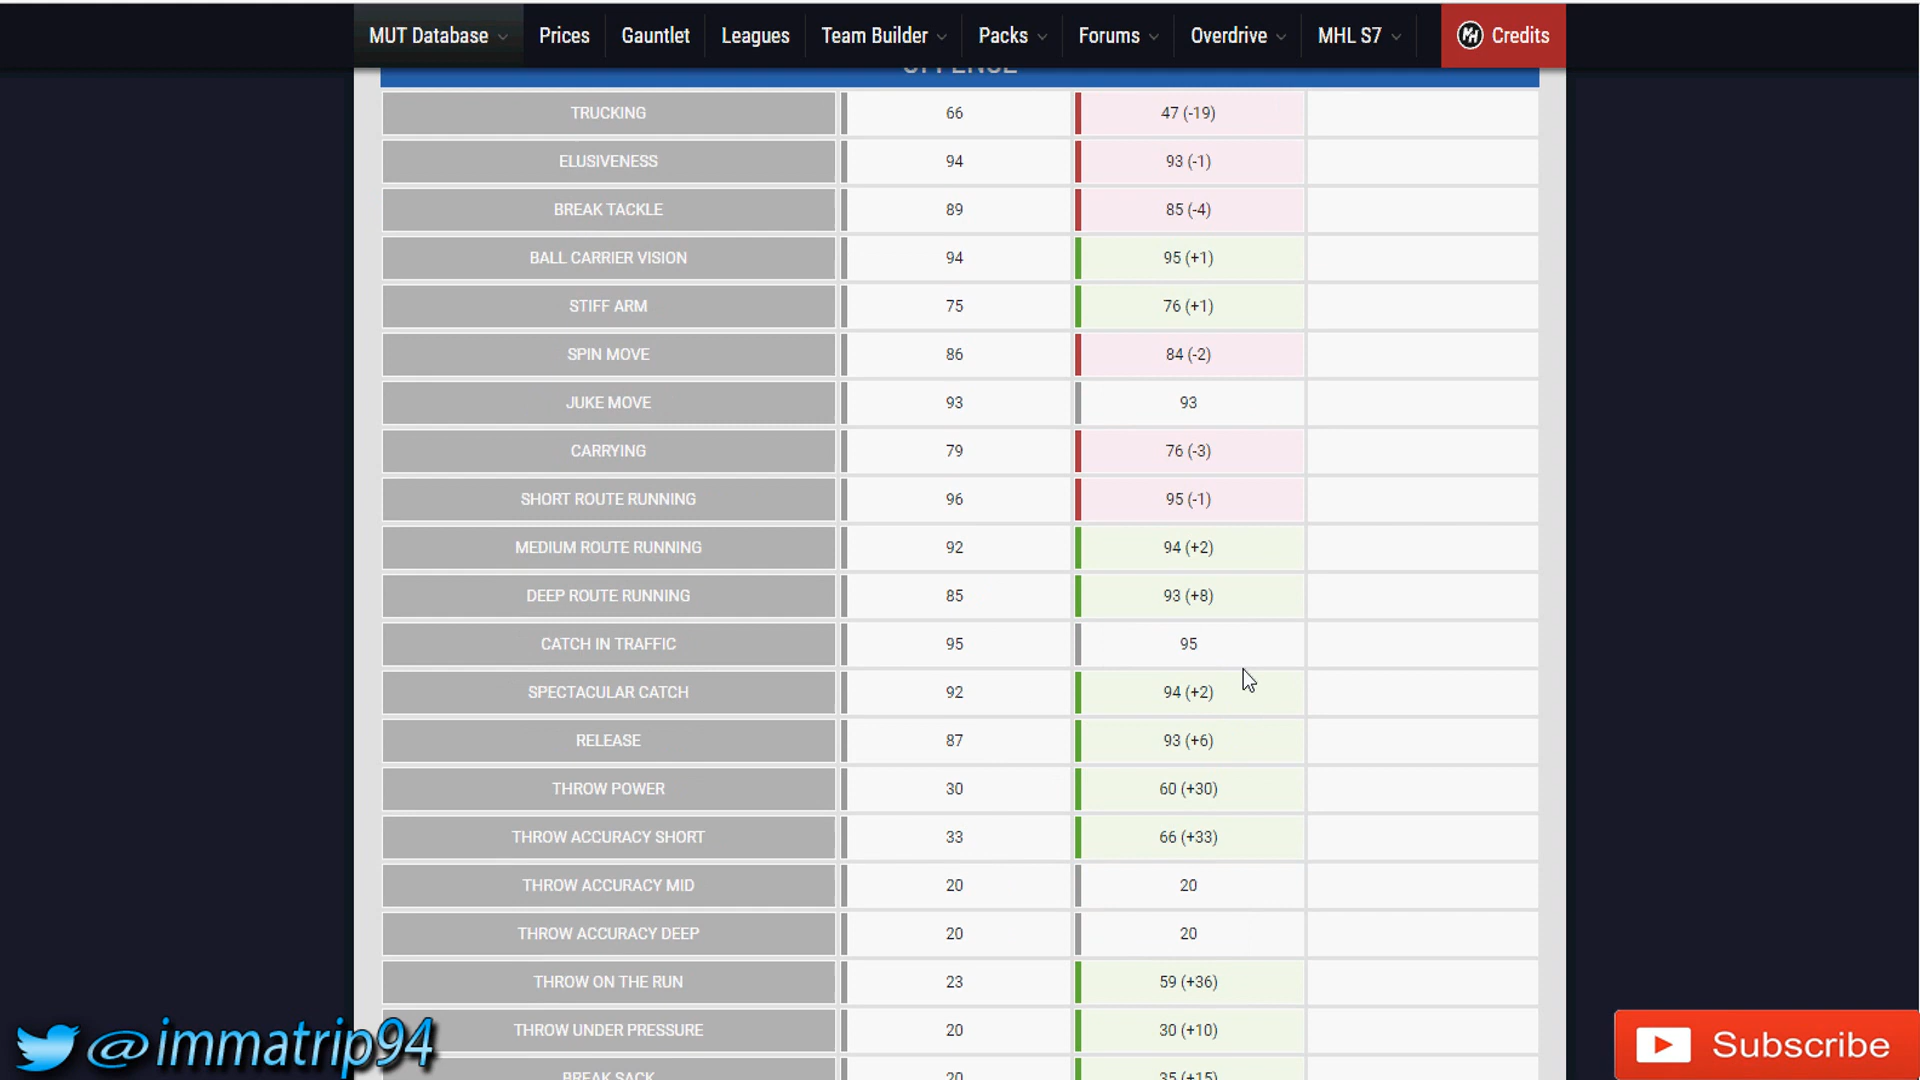 MUT Database Prices Gauntlet Leagues Team Builder Packs Forums Overdrive MHL S7 Credits
OFFENSE
TRUCKING 66 47 (-19)
ELUSIVENESS 94 93 (-1)
BREAK TACKLE 89 85 (-4)
BALL CARRIER VISION 94 95 (+1)
STIFF ARM 75 76 (+1)
SPIN MOVE 86 84 (-2)
JUKE MOVE 93 93
CARRYING 79 76 (-3)
SHORT ROUTE RUNNING 96 95 (-1)
MEDIUM ROUTE RUNNING 92 94 (+2)
DEEP ROUTE RUNNING 85 93 (+8)
CATCH IN TRAFFIC 95 95
SPECTACULAR CATCH 92 94 (+2)
RELEASE 87 93 (+6)
THROW POWER 30 60 (+30)
THROW ACCURACY SHORT 33 66 (+33)
THROW ACCURACY MID 20 20
THROW ACCURACY DEEP 20 20
THROW ON THE RUN 23 59 (+36)
THROW UNDER PRESSURE 20 30 (+10)
BREAK SACK 20 35 (+15)
@immatrip94
Subscribe